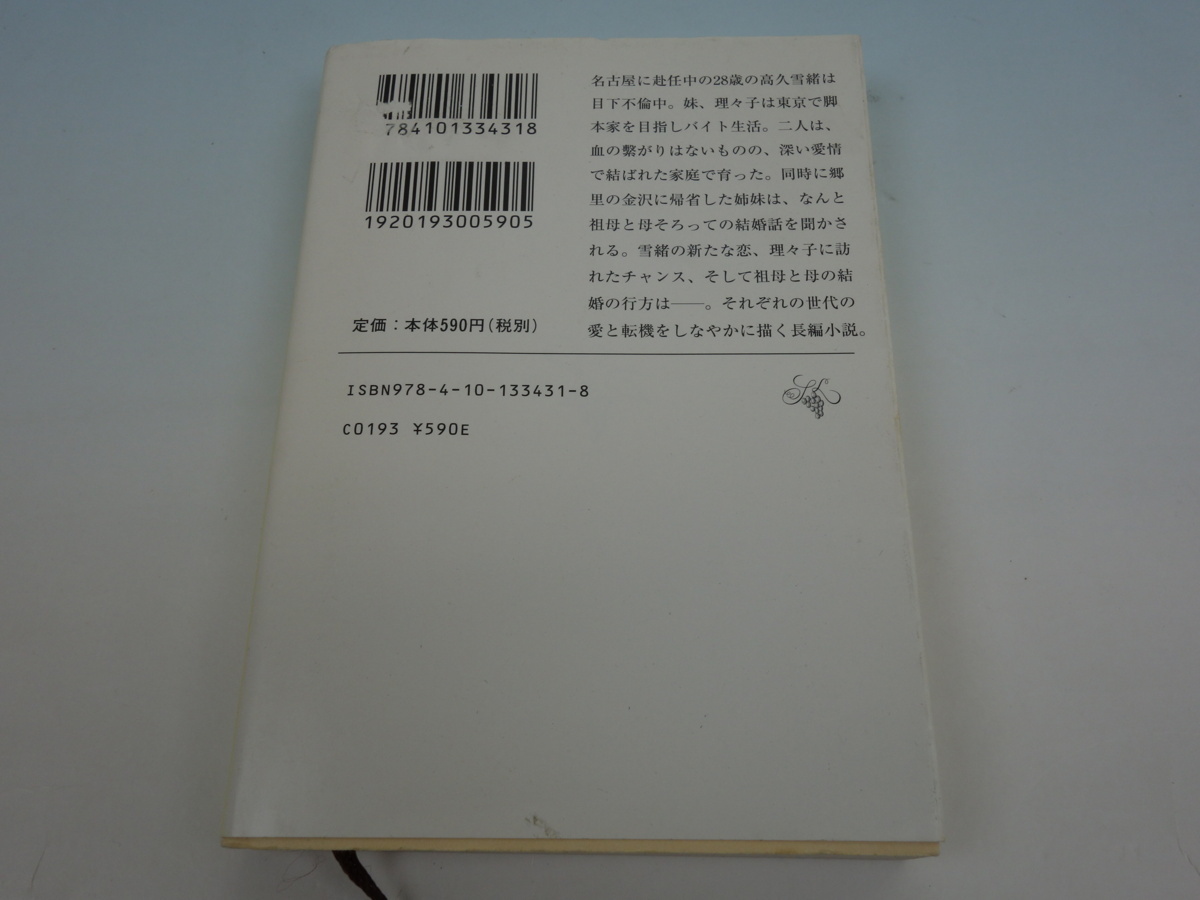 784101334318
1920193005905
定価：本体590円（税別）
名古屋に赴任中の28歳の高久雪緒は
目下不倫中。妹、理々子は東京で脚
本家を目指しバイト生活。二人は、
血の繋がりはないものの、深い愛情
で結ばれた家庭で育った。同時に郷
里の金沢に帰省した姉妹は、なんと
祖母と母そろっての結婚話を聞かさ
れる。雪緒の新たな恋、理々子に訪
れたチャンス、そして祖母と母の結
婚の行方は――。それぞれの世代の
愛と転機をしなやかに描く長編小説。
ISBN978-4-10-133431-8
C0193 ¥590E